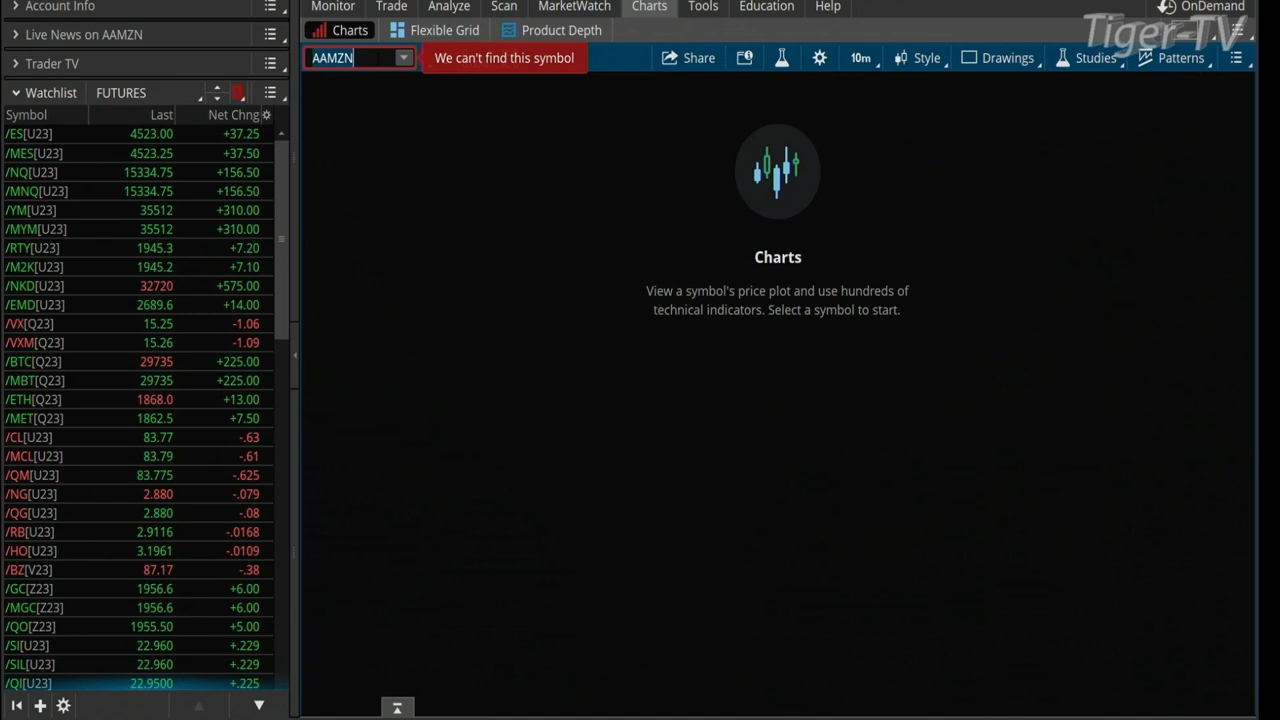 Account Info
Monitor Trade Analyze Scan MarketWatch Charts Tools Education Help OnDemand
Tiger-TV
Live News on AAMZN
Charts Flexible Grid Product Depth
Trader TV
AAMZN We can't find this symbol Share 10m Style Drawings Studies Patterns
Watchlist FUTURES
Symbol Last Net Chng
/ES[U23] 4523.00 +37.25
/MES[U23] 4523.25 +37.50
/NQ[U23] 15334.75 +156.50
/MNQ[U23] 15334.75 +156.50
/YM[U23] 35512 +310.00
/MYM[U23] 35512 +310.00
/RTY[U23] 1945.3 +7.20
/M2K[U23] 1945.2 +7.10
/NKD[U23] 32720 +575.00
/EMD[U23] 2689.6 +14.00
/VX[Q23] 15.25 -1.06
/VXM[Q23] 15.26 -1.09
/BTC[Q23] 29735 +225.00
/MBT[Q23] 29735 +225.00
/ETH[Q23] 1868.0 +13.00
/MET[Q23] 1862.5 +7.50
/CL[U23] 83.77 -.63
/MCL[U23] 83.79 -.61
/QM[U23] 83.775 -.625
/NG[U23] 2.880 -.079
/QG[U23] 2.880 -.08
/RB[U23] 2.9116 -.0168
/HO[U23] 3.1961 -.0109
/BZ[V23] 87.17 -.38
/GC[Z23] 1956.6 +6.00
/MGC[Z23] 1956.6 +6.00
/QO[Z23] 1955.50 +5.00
/SI[U23] 22.960 +.229
/SIL[U23] 22.960 +.229
/QI[U23] 22.9500 +.225
Charts
View a symbol's price plot and use hundreds of
technical indicators. Select a symbol to start.